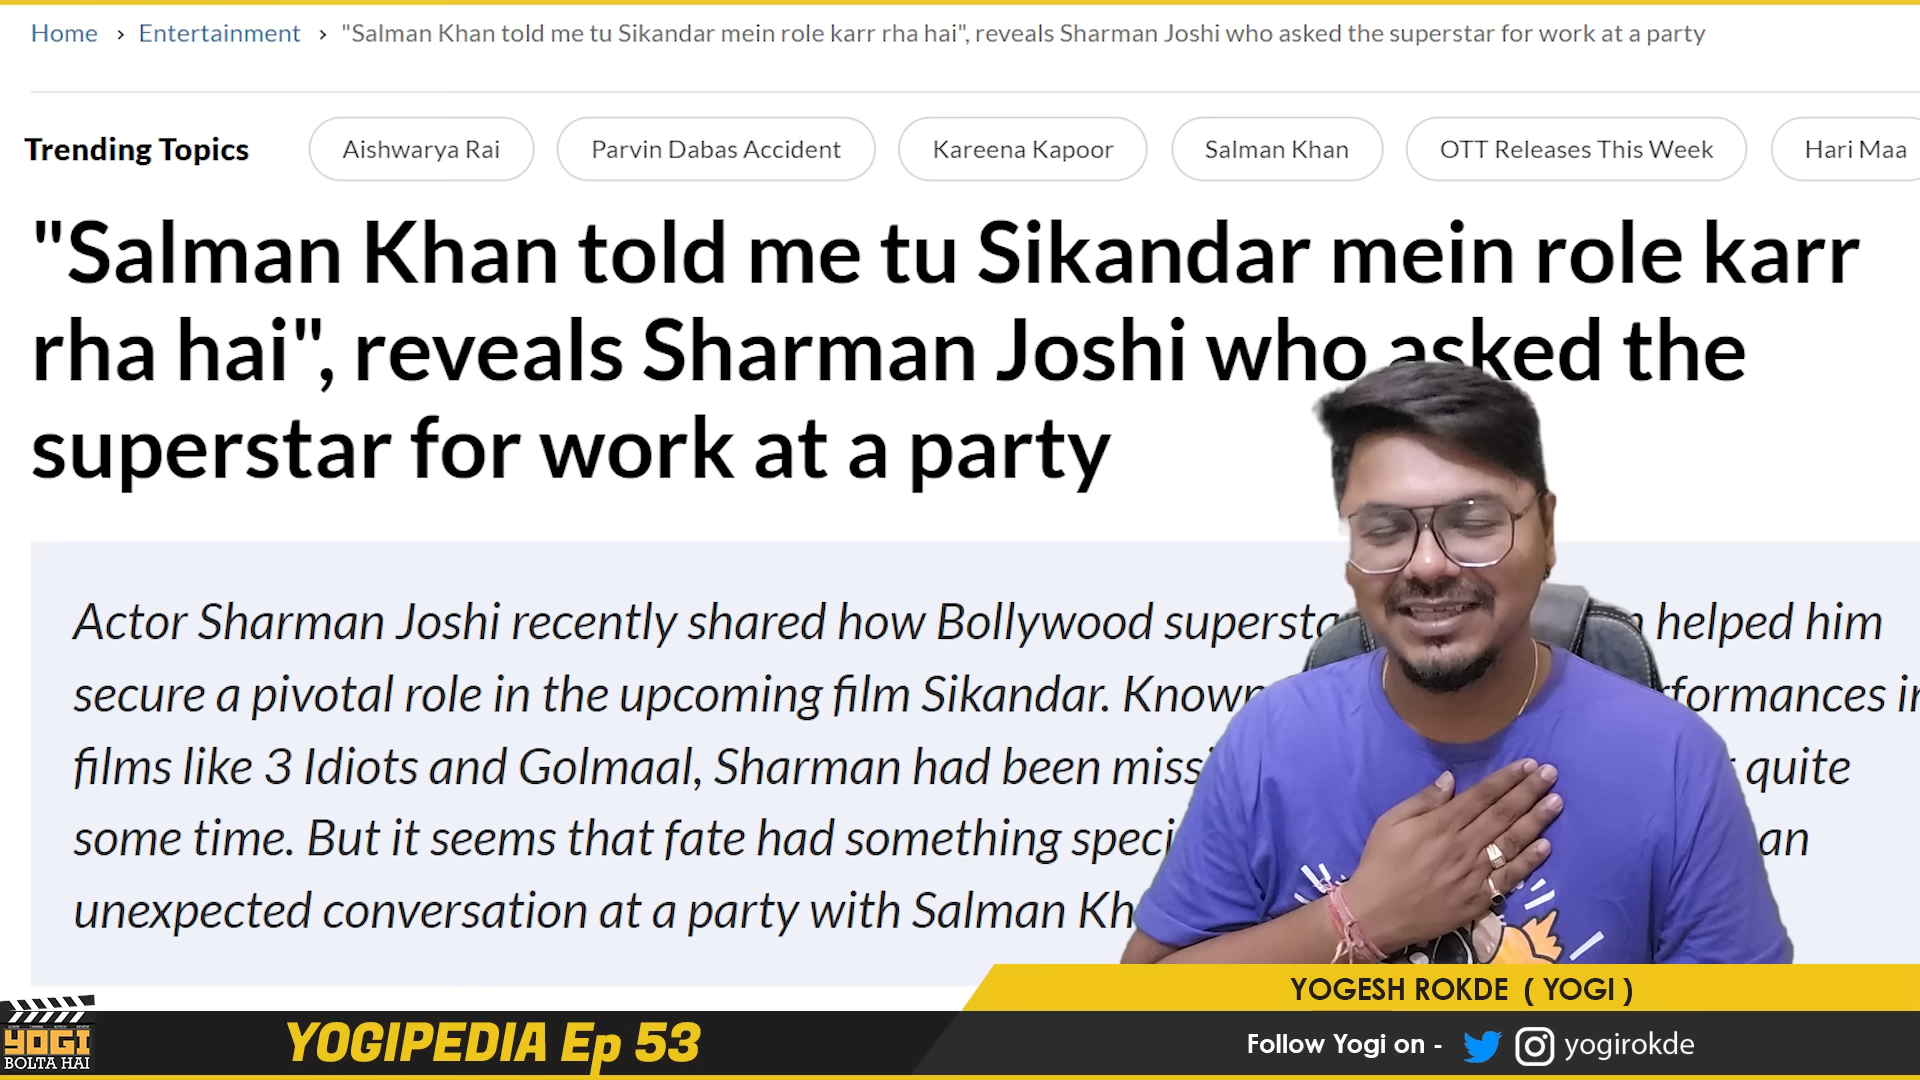 Home › Entertainment › "Salman Khan told me tu Sikandar mein role karr rha hai", reveals Sharman Joshi who asked the superstar for work at a party
Trending Topics Aishwarya Rai Parvin Dabas Accident Kareena Kapoor Salman Khan OTT Releases This Week Hari Maa
"Salman Khan told me tu Sikandar mein role karr
rha hai", reveals Sharman Joshi who asked the
superstar for work at a party
Actor Sharman Joshi recently shared how Bollywood supersta helped him
secure a pivotal role in the upcoming film Sikandar. Known formances in
films like 3 Idiots and Golmaal, Sharman had been miss quite
some time. But it seems that fate had something speci an
unexpected conversation at a party with Salman Kh
YOGESH ROKDE ( YOGI )
YOGI
BOLTA HAI
YOGIPEDIA Ep 53
Follow Yogi on - yogirokde